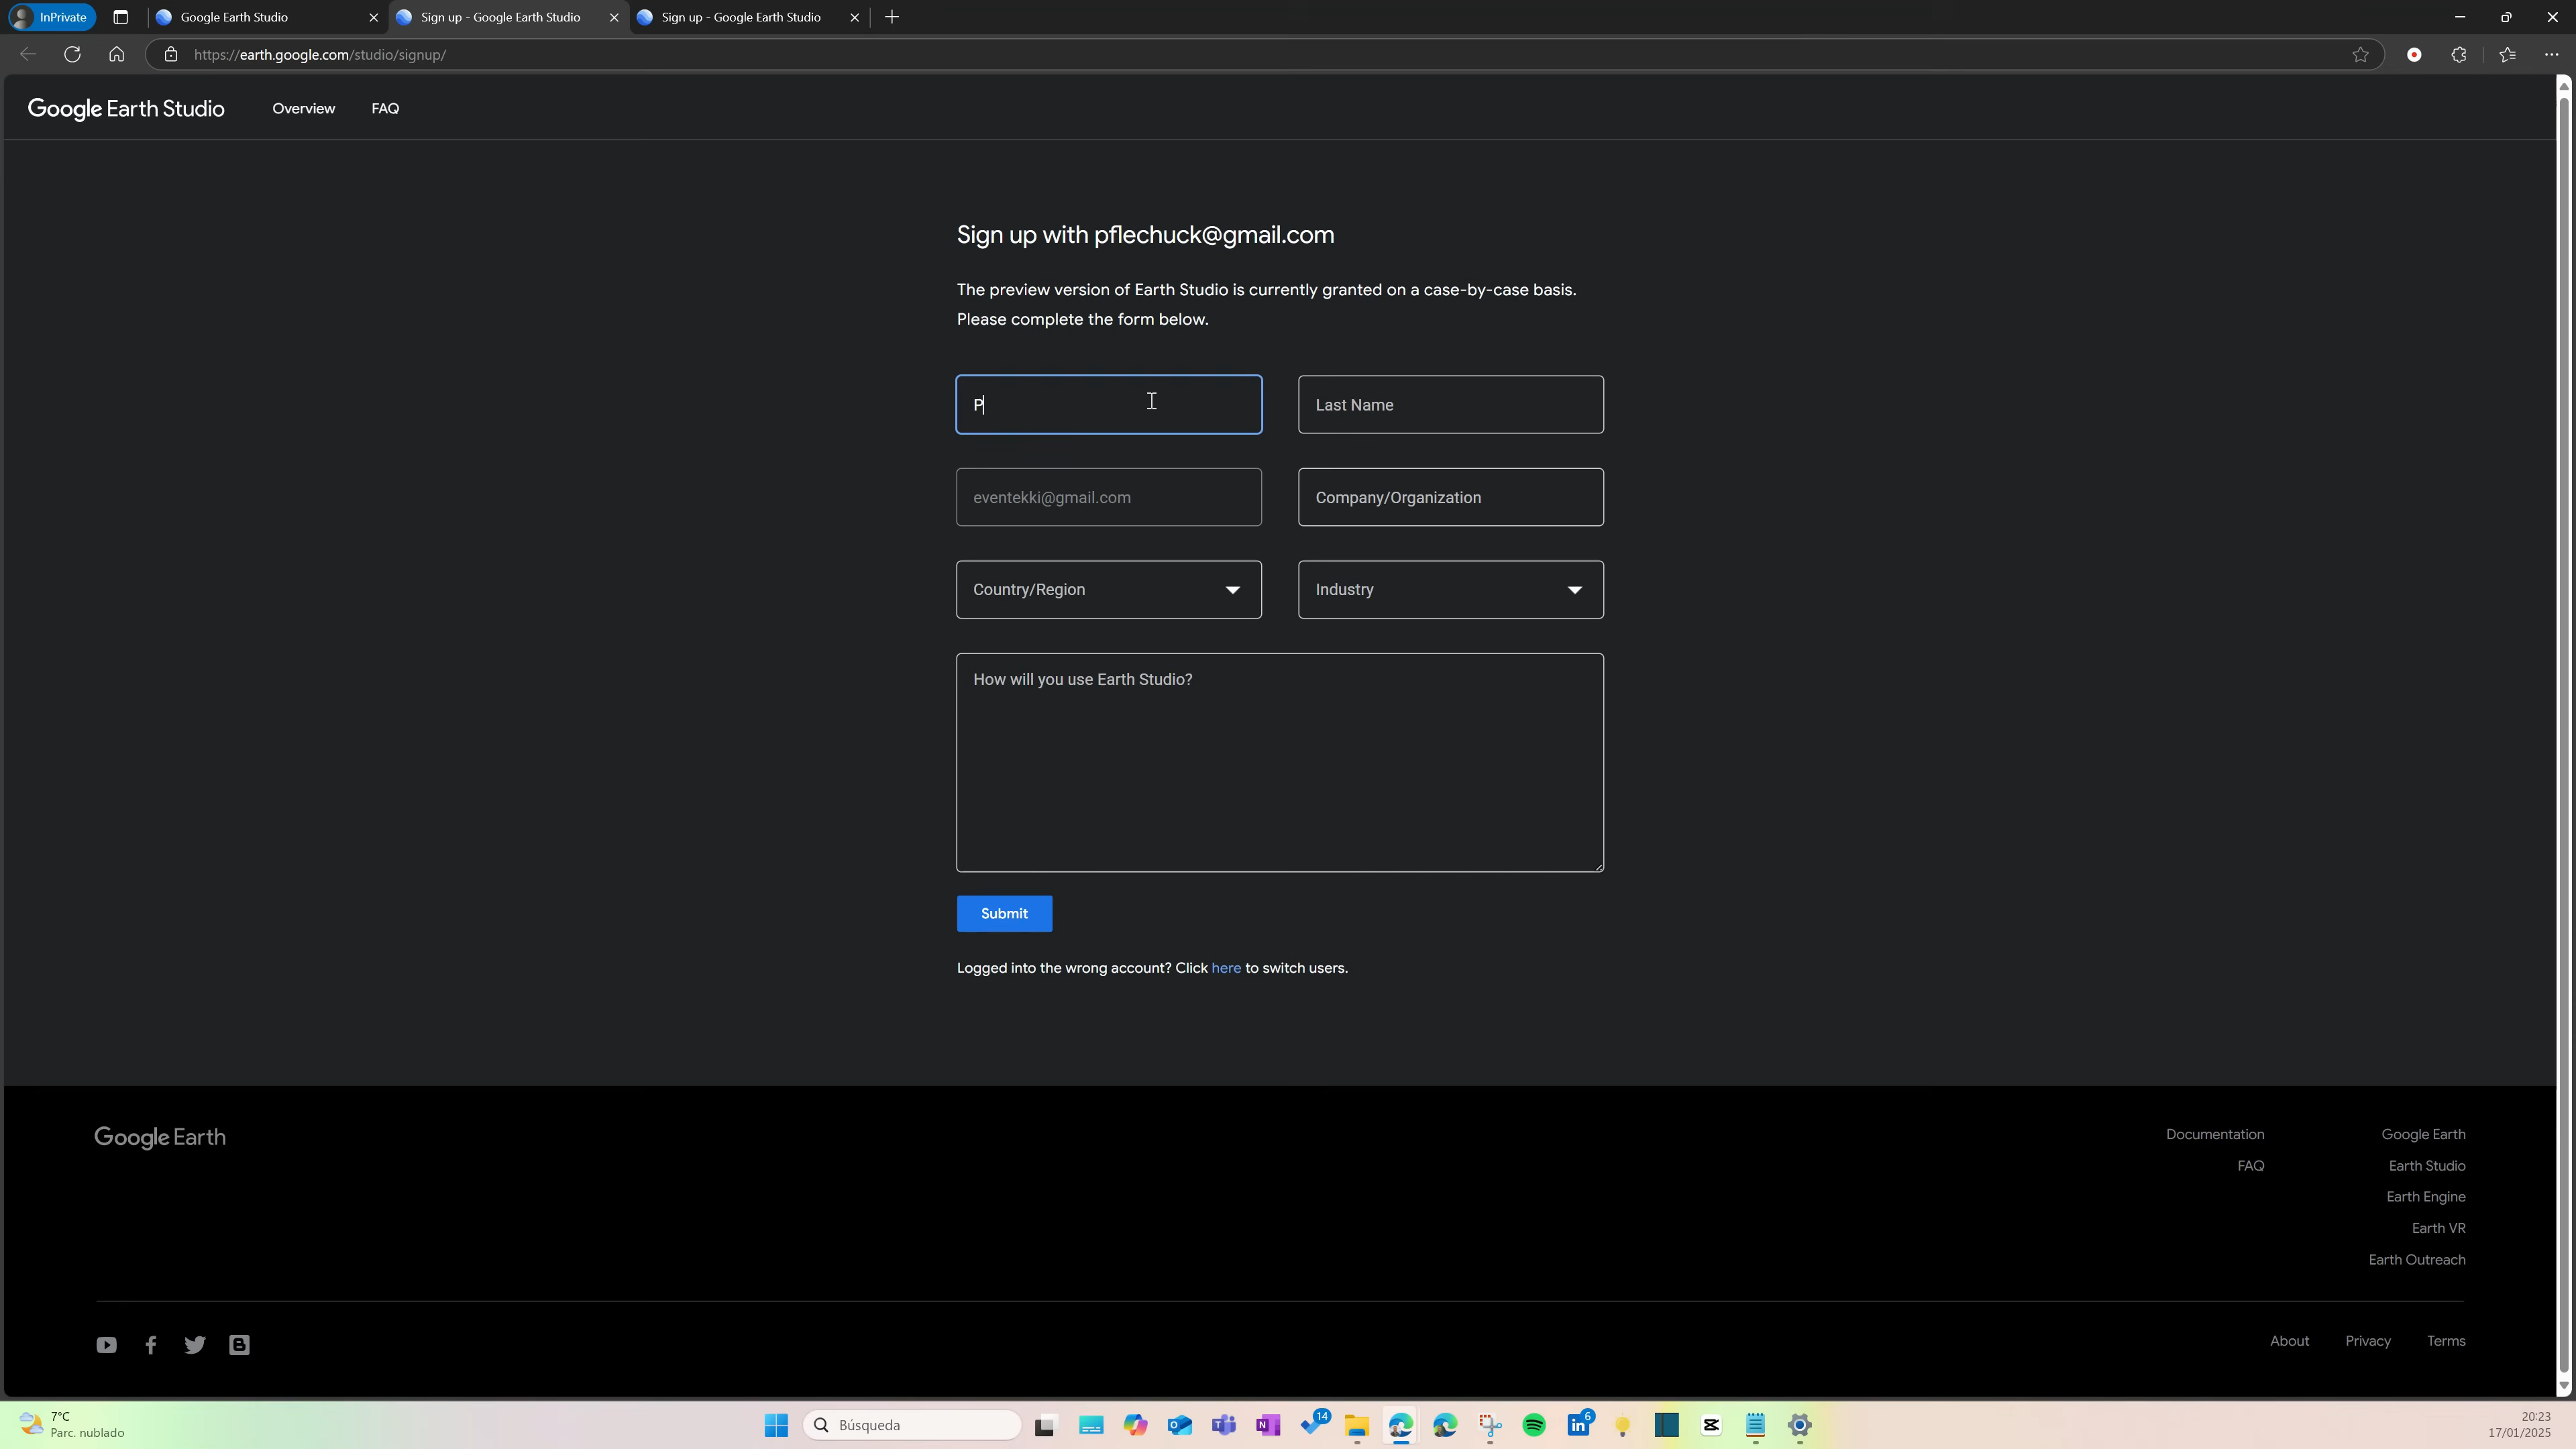 InPrivate
Google Earth Studio
Sign up - Google Earth Studio
Sign up - Google Earth Studio
https://earth.google.com/studio/signup/
Google Earth Studio
Overview
FAQ
Sign up with pflechuck@gmail.com
The preview version of Earth Studio is currently granted on a case-by-case basis.
Please complete the form below.
P
Last Name
eventekki@gmail.com
Company/Organization
Country/Region
Industry
How will you use Earth Studio?
Submit
Logged into the wrong account? Click here to switch users.
Google Earth
Documentation
FAQ
Google Earth
Earth Studio
Earth Engine
Earth VR
Earth Outreach
About
Privacy
Terms
7°C
Parc. nublado
Búsqueda
14
6
20:23
17/01/2025